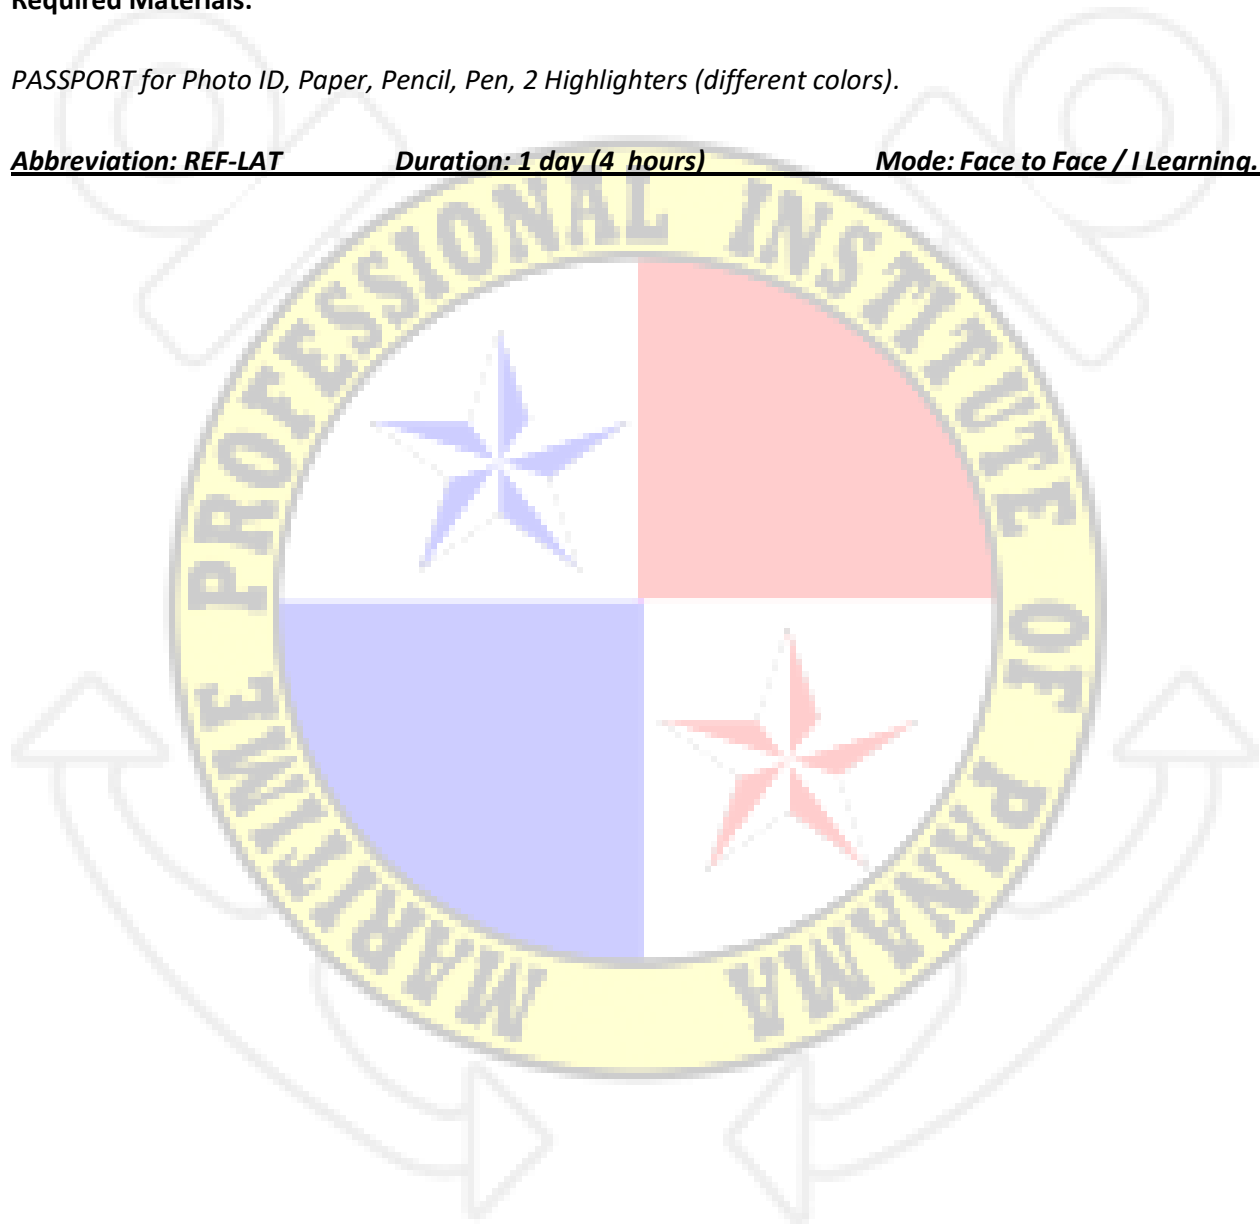 Required Materials:
PASSPORT for Photo ID, Paper, Pencil, Pen, 2 Highlighters (different colors).
Abbreviation: REF-LAT Duration: 1 day (4 hours) Mode: Face to Face / I Learning.
MARITIME PROFESSIONAL INSTITUTE OF PANAMA